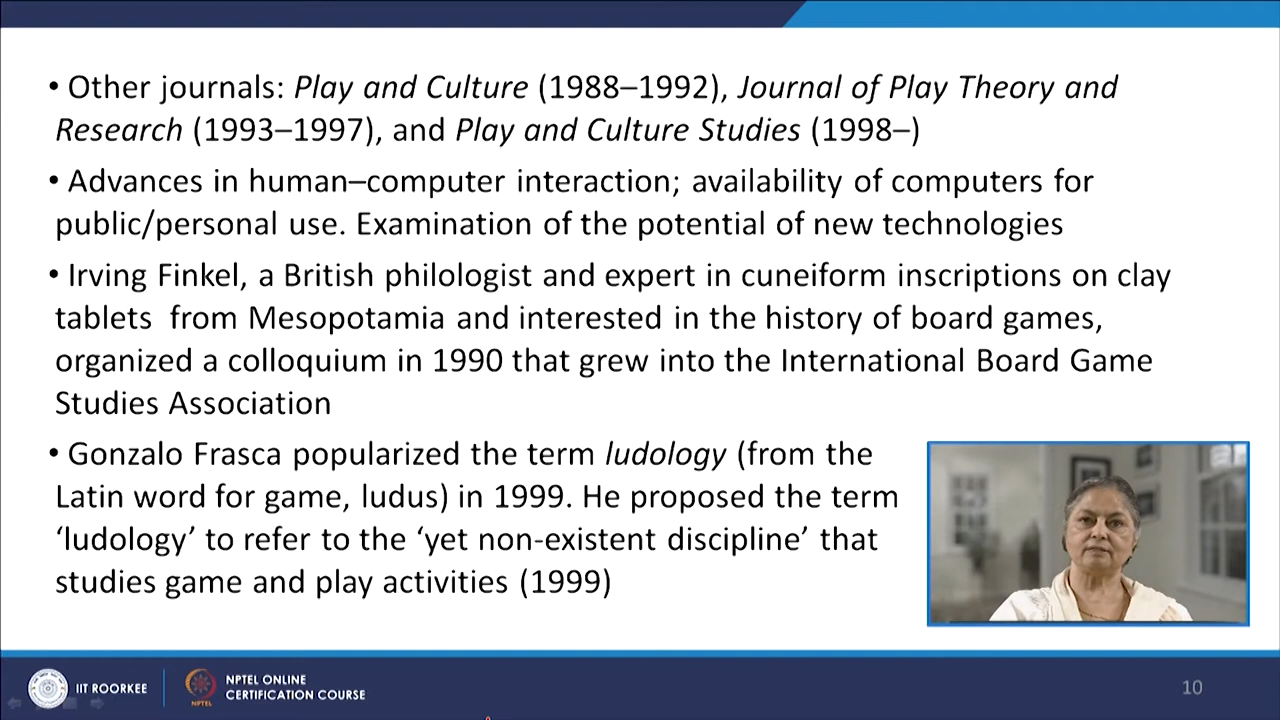 • Other journals: Play and Culture (1988–1992), Journal of Play Theory and
Research (1993–1997), and Play and Culture Studies (1998–)
• Advances in human–computer interaction; availability of computers for
public/personal use. Examination of the potential of new technologies
• Irving Finkel, a British philologist and expert in cuneiform inscriptions on clay
tablets from Mesopotamia and interested in the history of board games,
organized a colloquium in 1990 that grew into the International Board Game
Studies Association
• Gonzalo Frasca popularized the term ludology (from the
Latin word for game, ludus) in 1999. He proposed the term
‘ludology’ to refer to the ‘yet non-existent discipline’ that
studies game and play activities (1999)
IIT ROORKEE
NPTEL
NPTEL ONLINE
CERTIFICATION COURSE
10